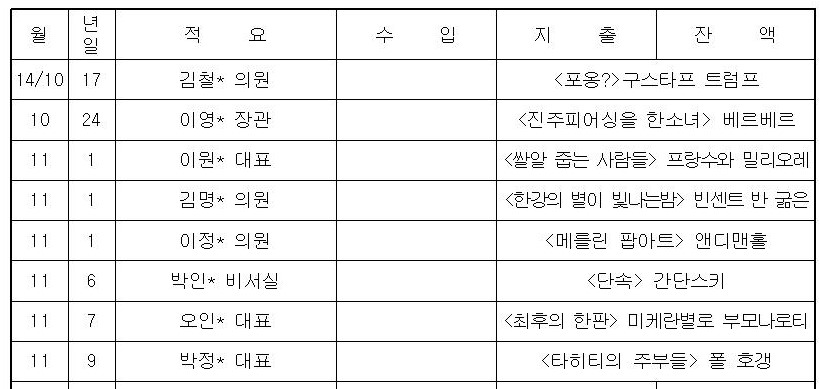 월 년일 적 요 수 입 지 출 잔 액
14/10 17 김철* 의원 <포옹?>구스타프 트럼프
10 24 이영* 장관 <진주피어싱을 한소녀> 베르베르
11 1 이원* 대표 <쌀알 줍는 사람들> 프랑수와 밀리오레
11 1 김명* 의원 <한강의 별이 빛나는밤> 빈센트 반 굶은
11 1 이정* 의원 <메를린 팝아트> 앤디맨홀
11 6 박인* 비서실 <단속> 간단스키
11 7 오인* 대표 <최후의 한판> 미케란별로 부모나로티
11 9 박정* 대표 <타히티의 주부들> 폴 호갱